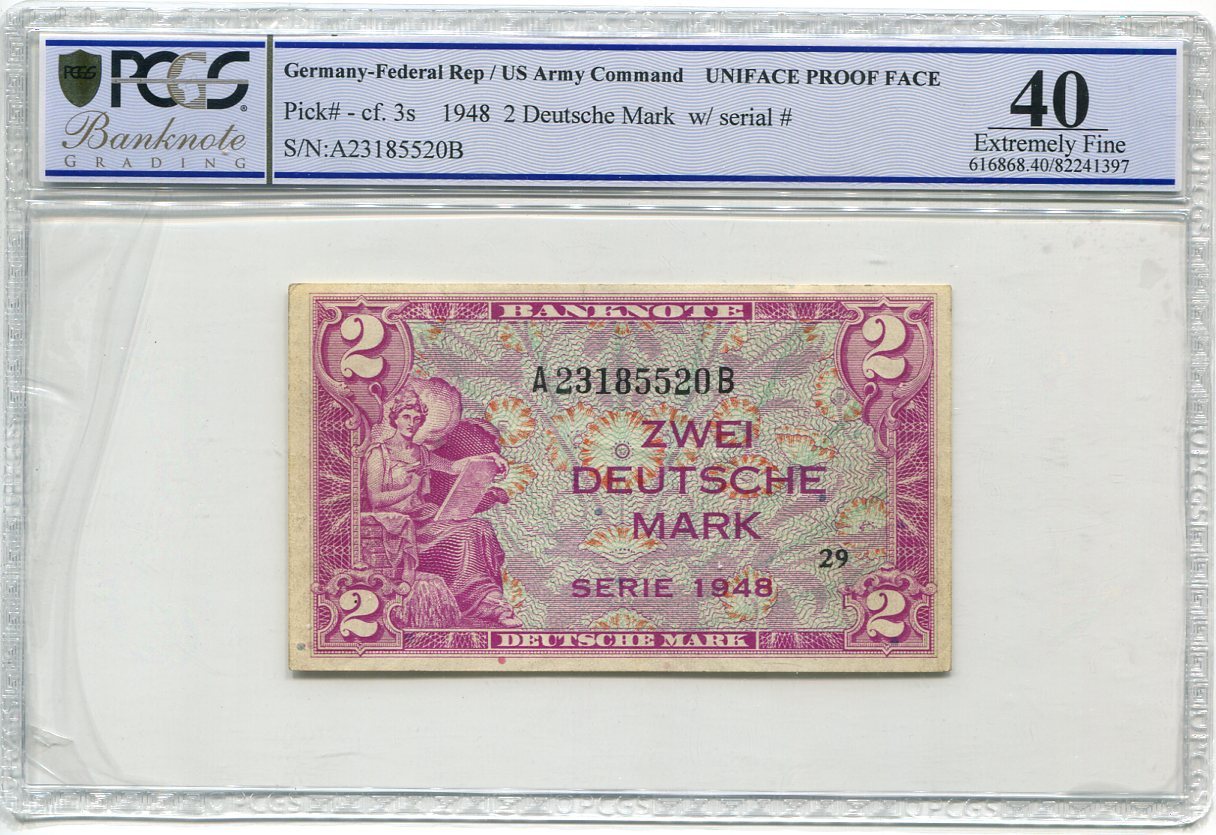 PCGS
PCGS®
Banknote
GRADING
Germany-Federal Rep / US Army Command UNIFACE PROOF FACE
Pick# - cf. 3s 1948 2 Deutsche Mark w/ serial #
S/N:A23185520B
40
Extremely Fine
616868.40/82241397
BANKNOTE
2
2
A23185520B
ZWEI
DEUTSCHE
MARK
29
SERIE 1948
2
2
DEUTSCHE MARK